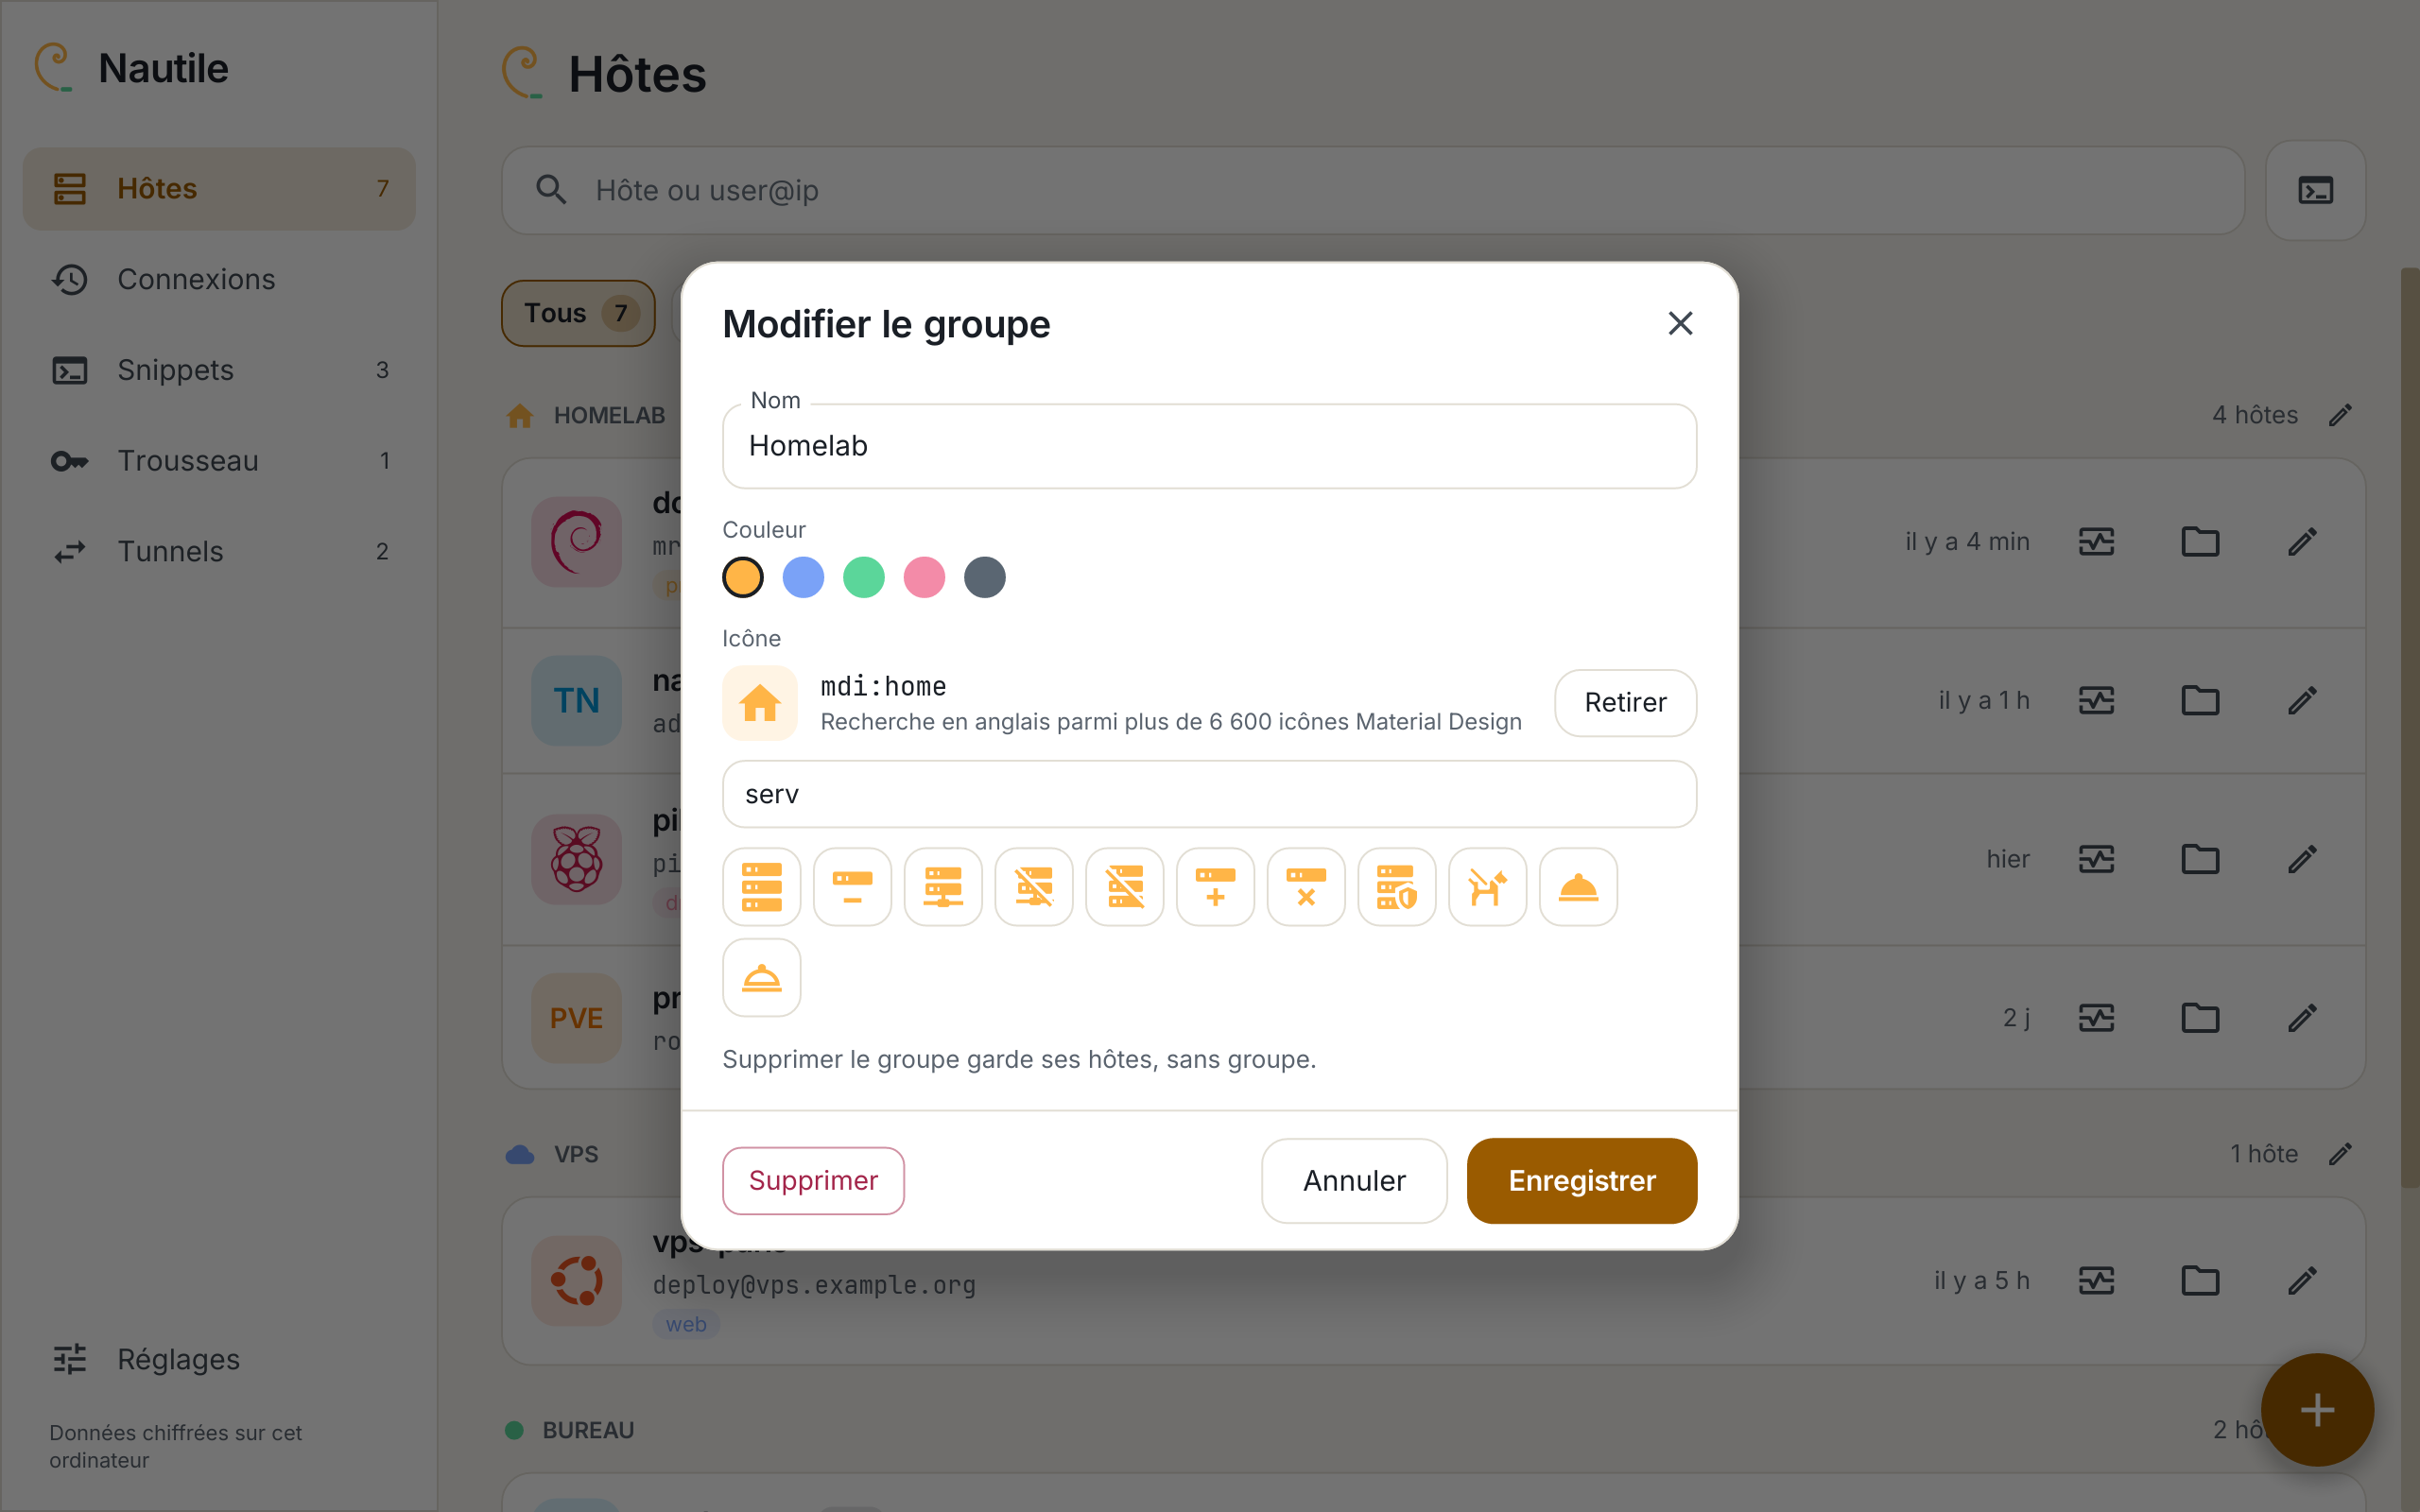 Nautile
Hôtes 7
Connexions
Snippets 3
Trousseau 1
Tunnels 2
Réglages
Données chiffrées sur cet
ordinateur
Hôtes
Hôte ou user@ip
Tous 7
HOMELAB
4 hôtes
il y a 4 min
TN
il y a 1 h
hier
PVE
2 j
VPS
1 hôte
deploy@vps.example.org
web
il y a 5 h
BUREAU
Modifier le groupe
Nom
Homelab
Couleur
Icône
mdi:home
Recherche en anglais parmi plus de 6 600 icônes Material Design
Retirer
serv
Supprimer le groupe garde ses hôtes, sans groupe.
Supprimer
Annuler
Enregistrer